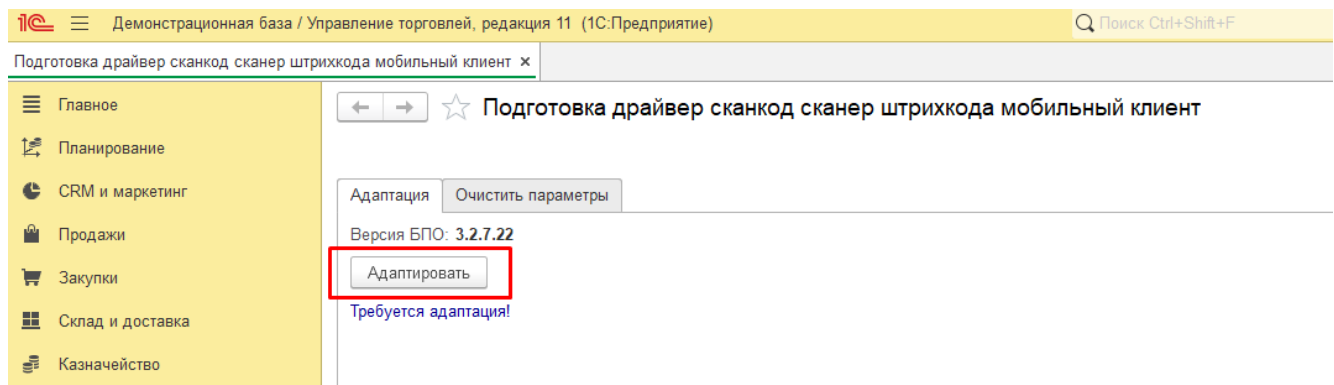 1С Демонстрационная база / Управление торговлей, редакция 11 (1С:Предприятие) Поиск Ctrl+Shift+F
Подготовка драйвер сканкод сканер штрихкода мобильный клиент ×
Главное
Подготовка драйвер сканкод сканер штрихкода мобильный клиент
Планирование
CRM и маркетинг
Адаптация Очистить параметры
Продажи
Версия БПО: 3.2.7.22
Закупки
Адаптировать
Склад и доставка
Требуется адаптация!
Казначейство